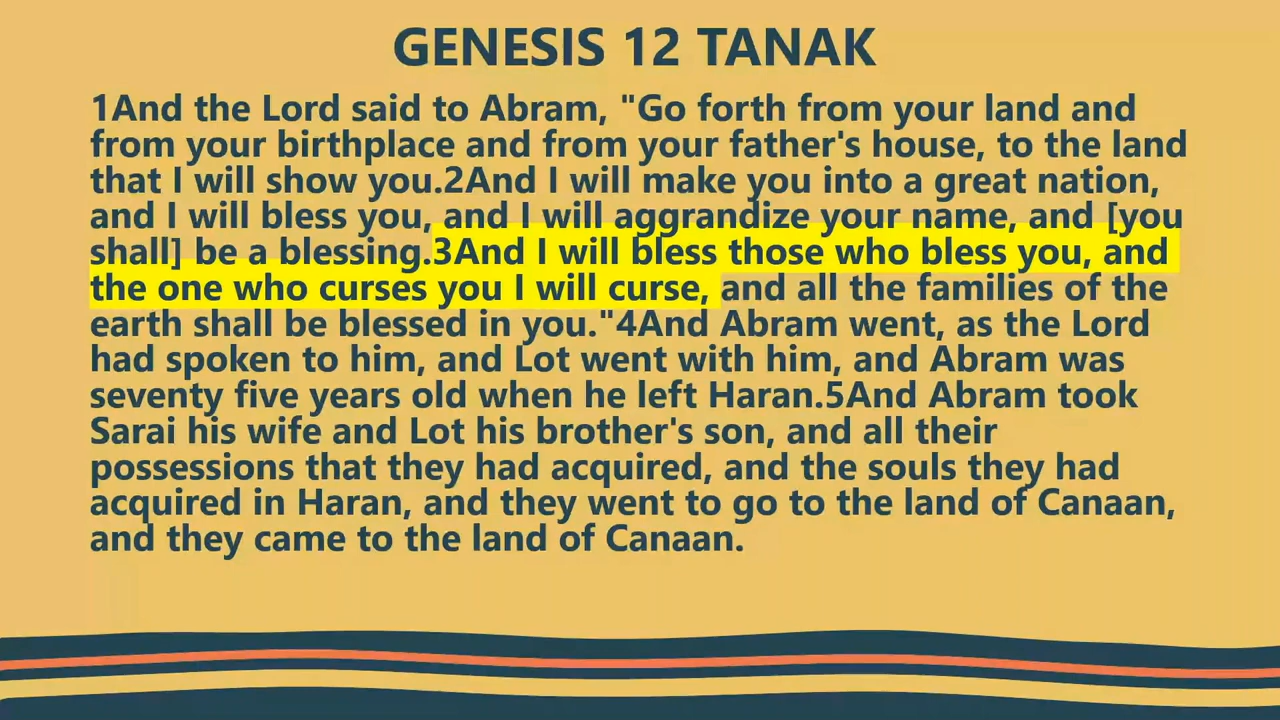 GENESIS 12 TANAK
1And the Lord said to Abram, "Go forth from your land and
from your birthplace and from your father's house, to the land
that I will show you.2And I will make you into a great nation,
and I will bless you, and I will aggrandize your name, and [you
shall] be a blessing.3And I will bless those who bless you, and
the one who curses you I will curse, and all the families of the
earth shall be blessed in you."4And Abram went, as the Lord
had spoken to him, and Lot went with him, and Abram was
seventy five years old when he left Haran.5And Abram took
Sarai his wife and Lot his brother's son, and all their
possessions that they had acquired, and the souls they had
acquired in Haran, and they went to go to the land of Canaan,
and they came to the land of Canaan.